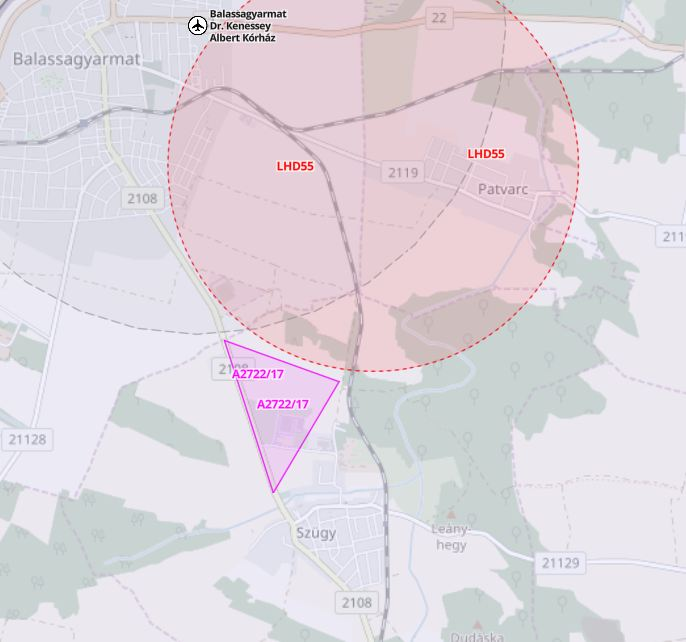 Balassagyarmat
Dr. Kenessey
Albert Kórház
22
Balassagyarmat
LHD55
LHD55
2119
Patvarc
2108
211
2108
A2722/17
A2722/17
21128
Szügy
Leány-
hegy
21129
2108
Dudáska